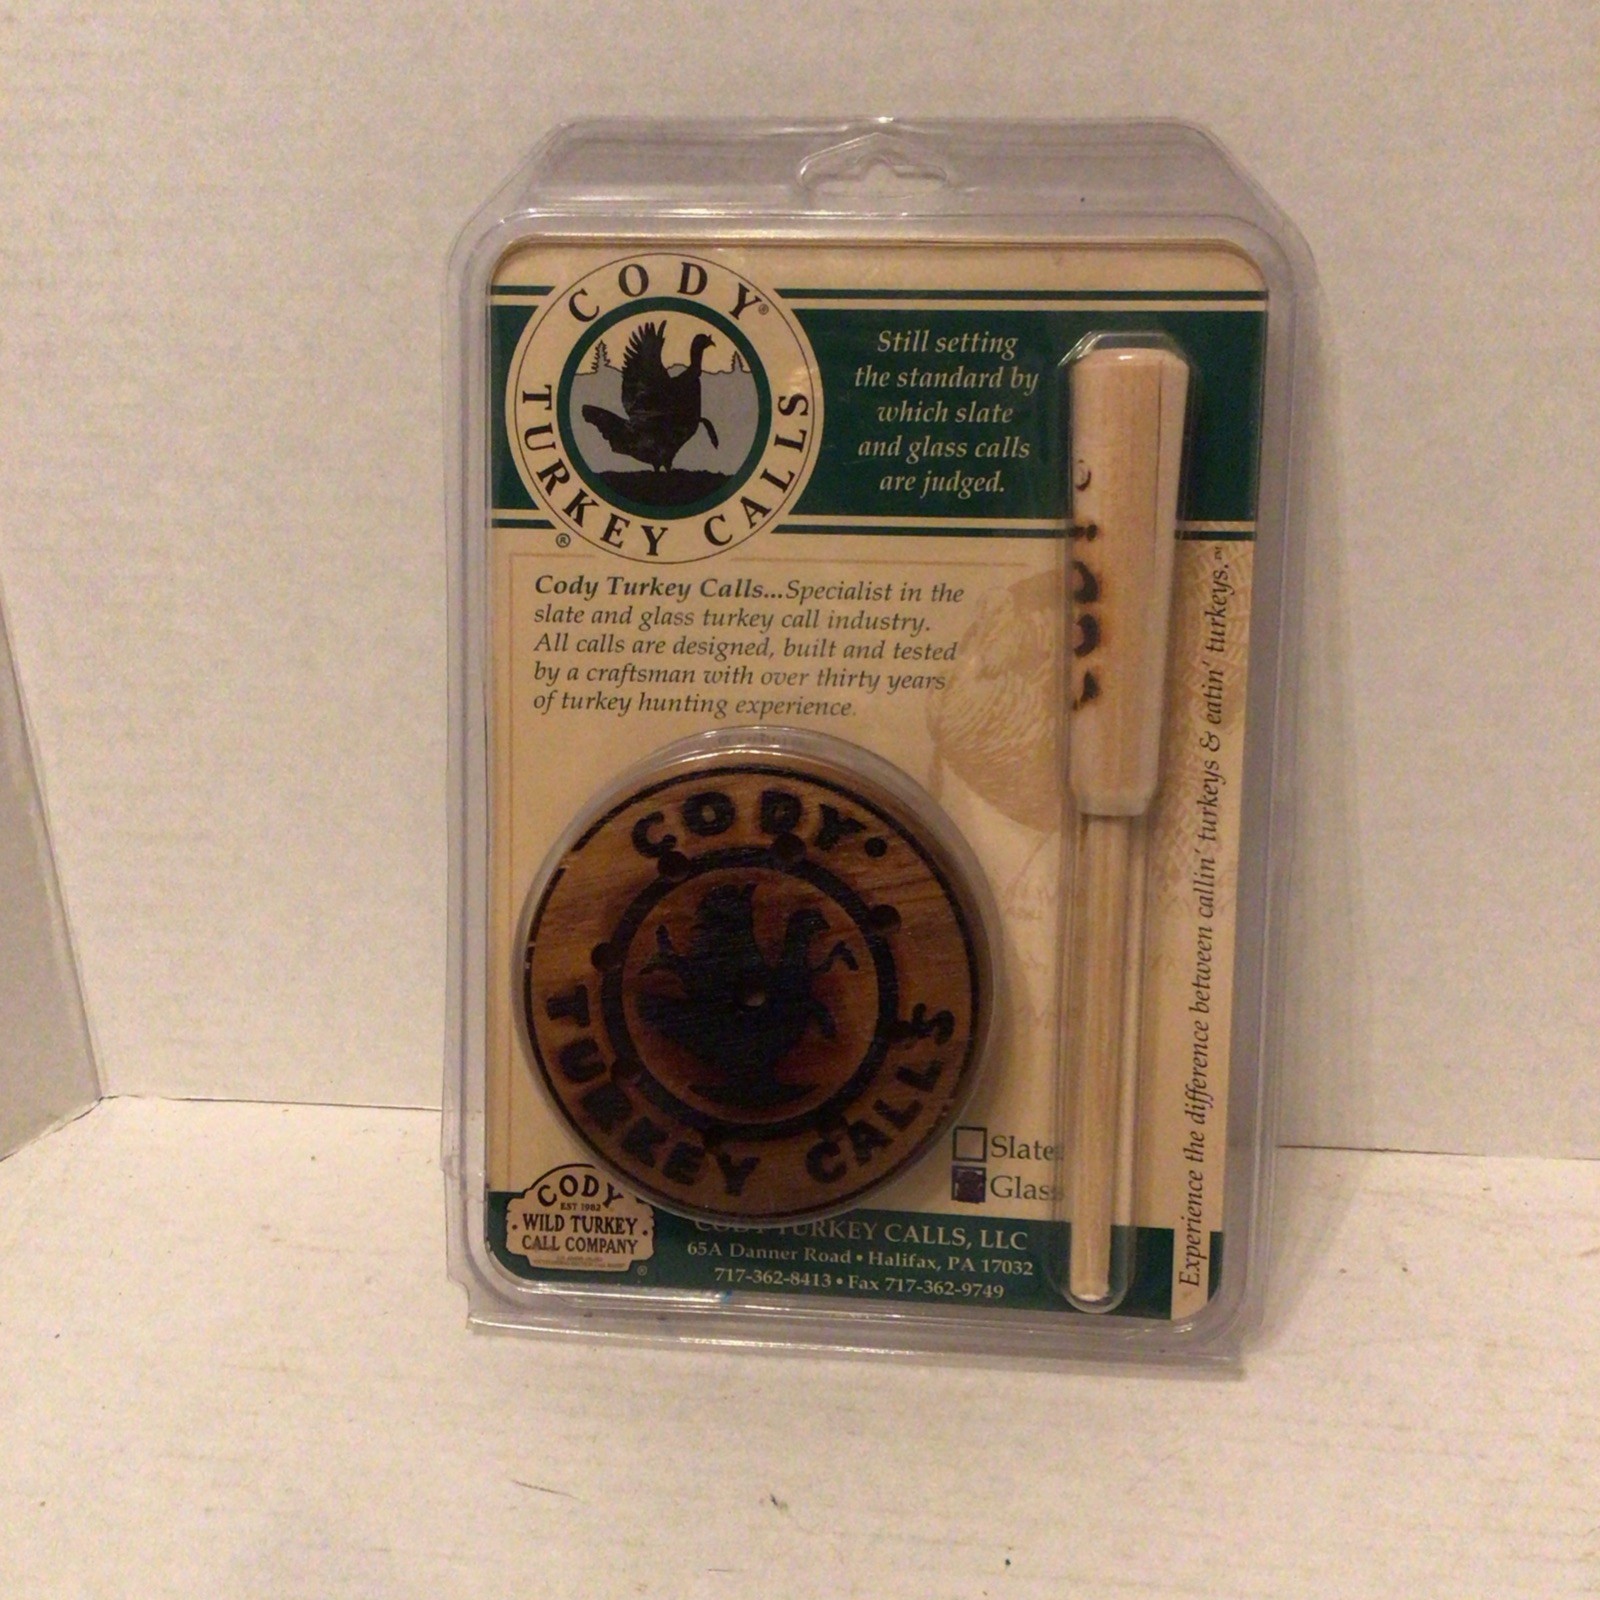 CODY®
TURKEY CALLS
®
Still setting
the standard by
which slate
and glass calls
are judged.
Cody Turkey Calls...Specialist in the
slate and glass turkey call industry.
All calls are designed, built and tested
by a craftsman with over thirty years
of turkey hunting experience.
CODY
TURKEY CALLS
Slate
Glass
CODY
EST 1982
WILD TURKEY
CALL COMPANY
®
CODY TURKEY CALLS, LLC
65A Danner Road • Halifax, PA 17032
717-362-8413 • Fax 717-362-9749
Experience the difference between callin' turkeys & eatin' turkeys.™